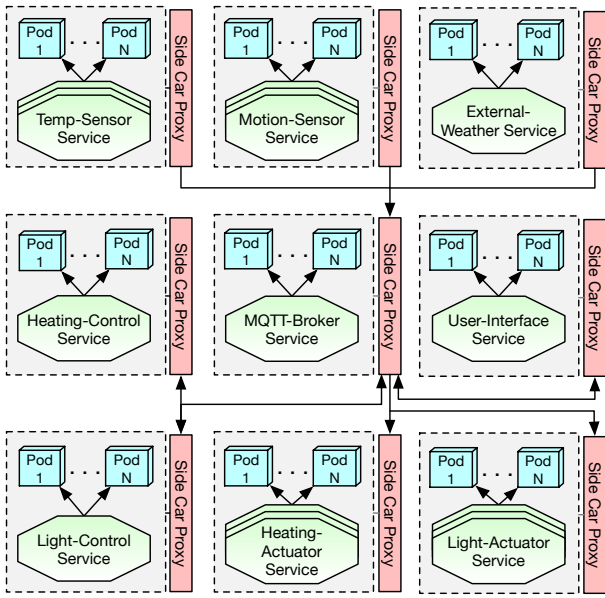 Pod
1
. . .
Pod
N
Temp-Sensor
Service
Side Car Proxy
Pod
1
. . .
Pod
N
Motion-Sensor
Service
Side Car Proxy
Pod
1
. . .
Pod
N
External-
Weather Service
Side Car Proxy
Pod
1
. . .
Pod
N
Heating-Control
Service
Side Car Proxy
Pod
1
. . .
Pod
N
MQTT-Broker
Service
Side Car Proxy
Pod
1
. . .
Pod
N
User-Interface
Service
Side Car Proxy
Pod
1
. . .
Pod
N
Light-Control
Service
Side Car Proxy
Pod
1
. . .
Pod
N
Heating-
Actuator
Service
Side Car Proxy
Pod
1
. . .
Pod
N
Light-Actuator
Service
Side Car Proxy